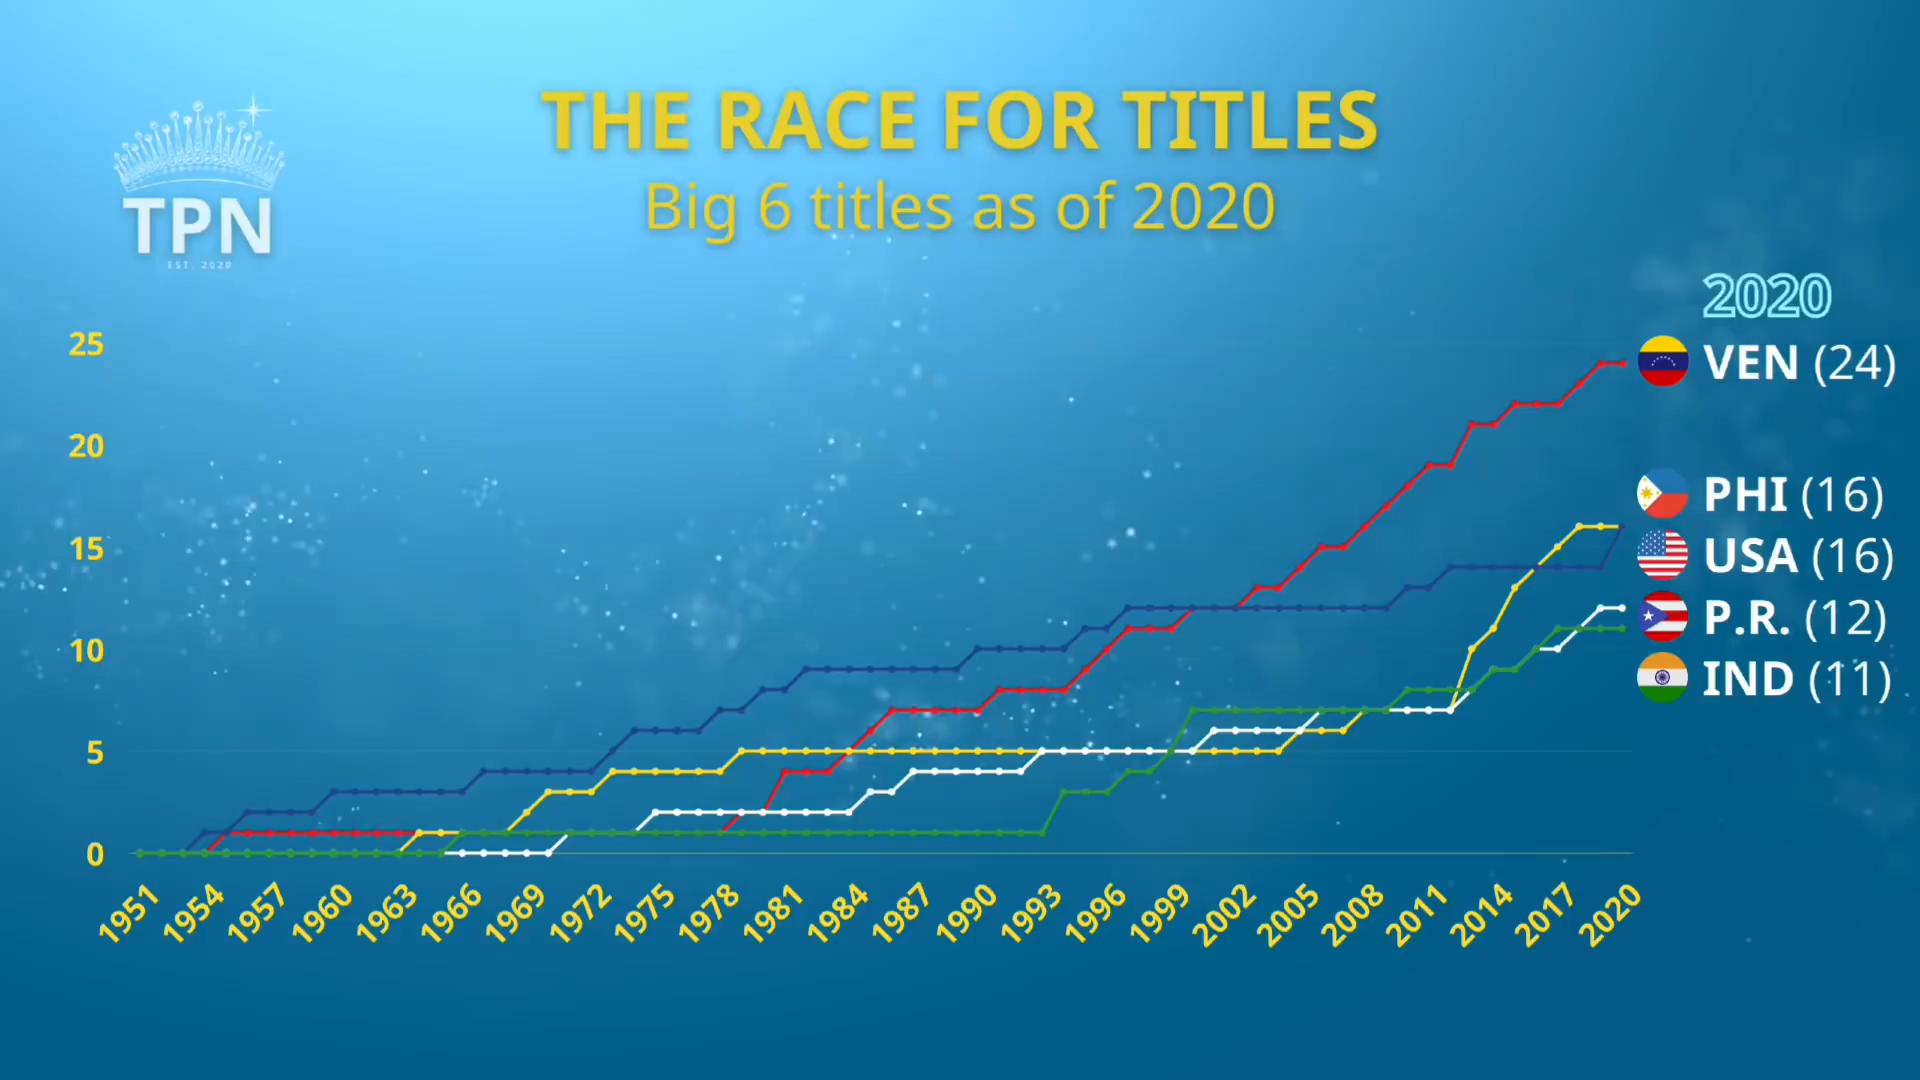 TPN
EST. 2020
THE RACE FOR TITLES
Big 6 titles as of 2020
2020
VEN (24)
PHI (16)
USA (16)
P.R. (12)
IND (11)
25
20
15
10
5
0
1951 1954 1957 1960 1963 1966 1969 1972 1975 1978 1981 1984 1987 1990 1993 1996 1999 2002 2005 2008 2011 2014 2017 2020